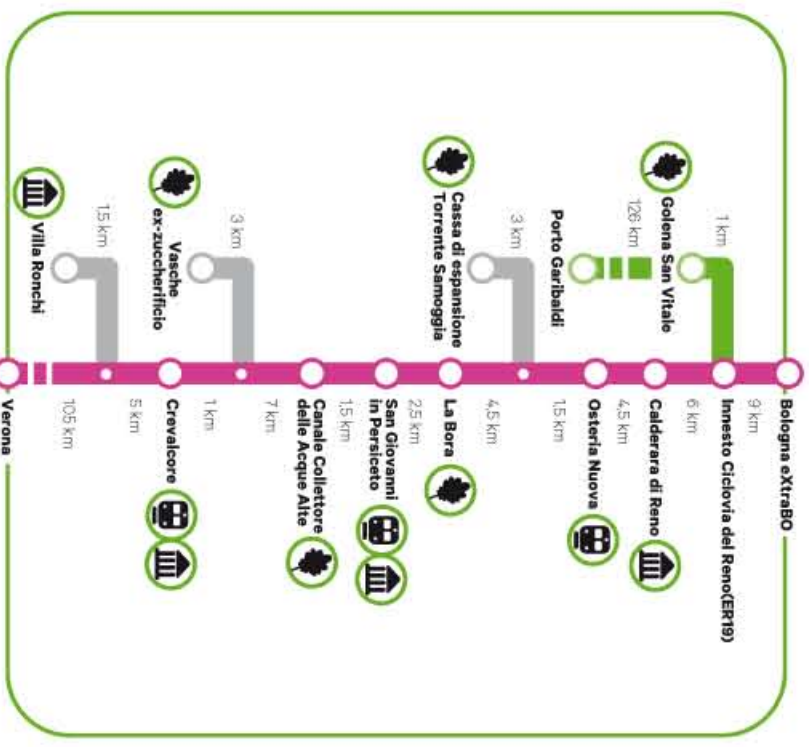 Bologna eXtraBO
9 km
1 km
Innesto Ciclovia del Reno(ER19)
6 km
Golena San Vitale
Calderara di Reno
126 km
4,5 km
Osteria Nuova
Porto Garibaldi
1,5 km
3 km
4,5 km
Cassa di espansione
Torrente Samoggia
La Bora
2,5 km
San Giovanni
in Persiceto
1,5 km
Canale Collettore
delle Acque Alte
7 km
3 km
1 km
Vasche
ex-zuccherificio
Crevalcore
5 km
1,5 km
105 km
Villa Ronchi
Verona